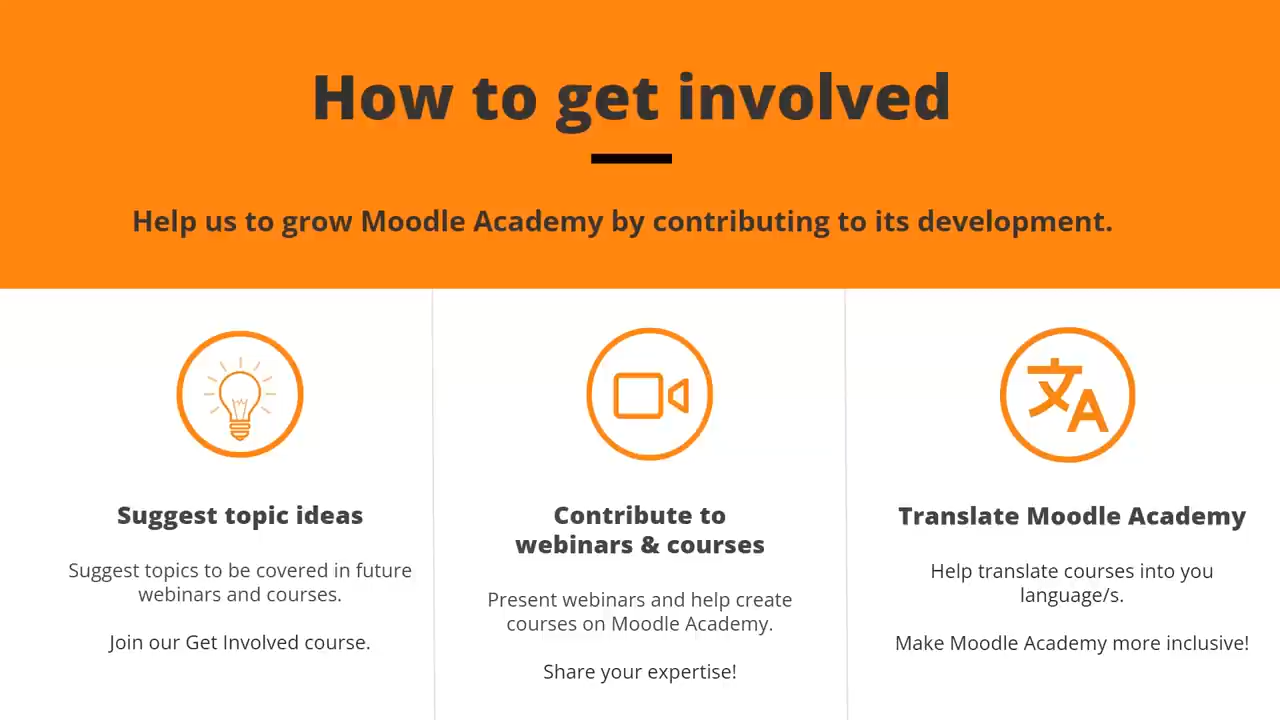 How to get involved
Help us to grow Moodle Academy by contributing to its development.
Suggest topic ideas
Suggest topics to be covered in future
webinars and courses.
Join our Get Involved course.
Contribute to
webinars & courses
Present webinars and help create
courses on Moodle Academy.
Share your expertise!
文A
Translate Moodle Academy
Help translate courses into you
language/s.
Make Moodle Academy more inclusive!